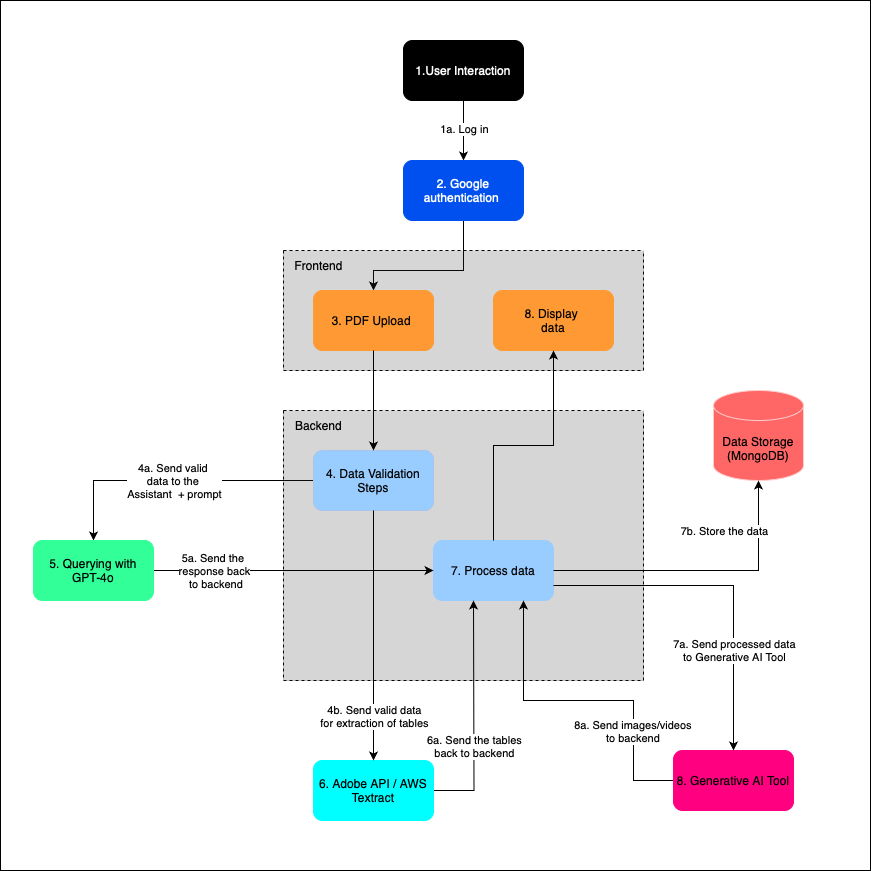 1.User Interaction
1a. Log in
2. Google
authentication
Frontend
3. PDF Upload
8. Display
data
Backend
4. Data Validation
Steps
Data Storage
(MongoDB)
4a. Send valid
data to the
Assistant + prompt
5. Querying with
GPT-4o
5a. Send the
response back
to backend
7. Process data
7b. Store the data
7a. Send processed data
to Generative AI Tool
4b. Send valid data
for extraction of tables
6a. Send the tables
back to backend
8a. Send images/videos
to backend
6. Adobe API / AWS
Textract
8. Generative AI Tool